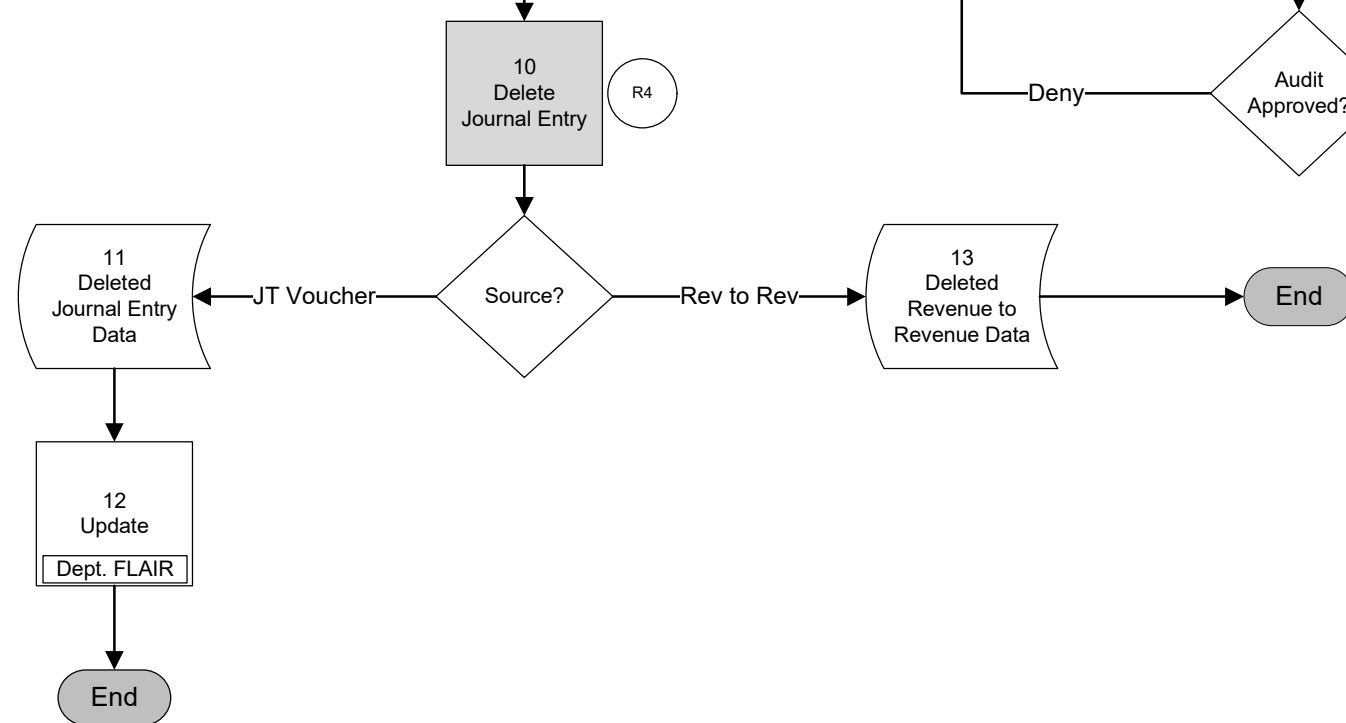 10
Delete
Journal Entry
R4
Deny
Audit
Approved?
11
Deleted
Journal Entry
Data
JT Voucher
Source?
Rev to Rev
13
Deleted
Revenue to
Revenue Data
End
12
Update
Dept. FLAIR
End